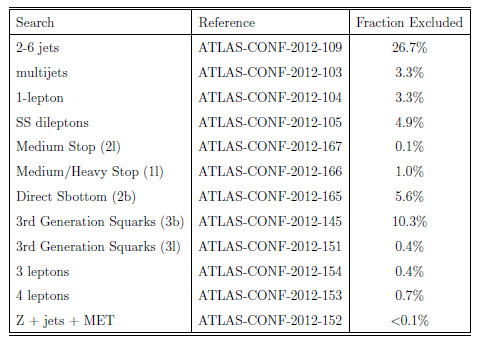 Search Reference Fraction Excluded
2-6 jets ATLAS-CONF-2012-109 26.7%
multijets ATLAS-CONF-2012-103 3.3%
1-lepton ATLAS-CONF-2012-104 3.3%
SS dileptons ATLAS-CONF-2012-105 4.9%
Medium Stop (2l) ATLAS-CONF-2012-167 0.1%
Medium/Heavy Stop (1l) ATLAS-CONF-2012-166 1.0%
Direct Sbottom (2b) ATLAS-CONF-2012-165 5.6%
3rd Generation Squarks (3b) ATLAS-CONF-2012-145 10.3%
3rd Generation Squarks (3l) ATLAS-CONF-2012-151 0.4%
3 leptons ATLAS-CONF-2012-154 0.4%
4 leptons ATLAS-CONF-2012-153 0.7%
Z + jets + MET ATLAS-CONF-2012-152 <0.1%